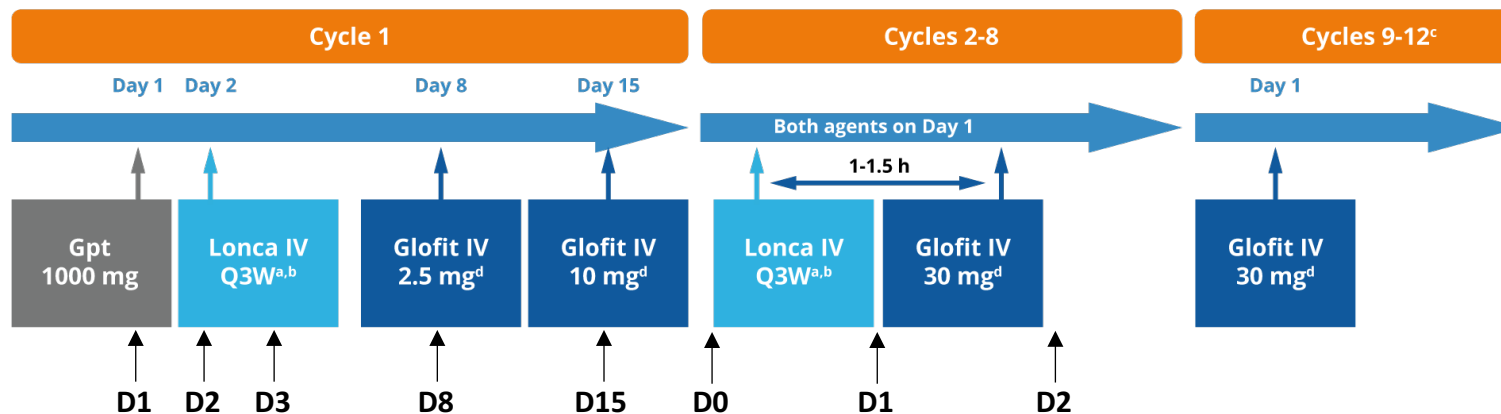 Cycle 1
Cycles 2-8
Cycles 9-12ᶜ
Day 1
Day 2
Day 8
Day 15
Day 1
Both agents on Day 1
1-1.5 h
Gpt
1000 mg
Lonca IV
Q3Wᵃ,ᵇ
Glofit IV
2.5 mgᵈ
Glofit IV
10 mgᵈ
Lonca IV
Q3Wᵃ,ᵇ
Glofit IV
30 mgᵈ
Glofit IV
30 mgᵈ
D1
D2
D3
D8
D15
D0
D1
D2